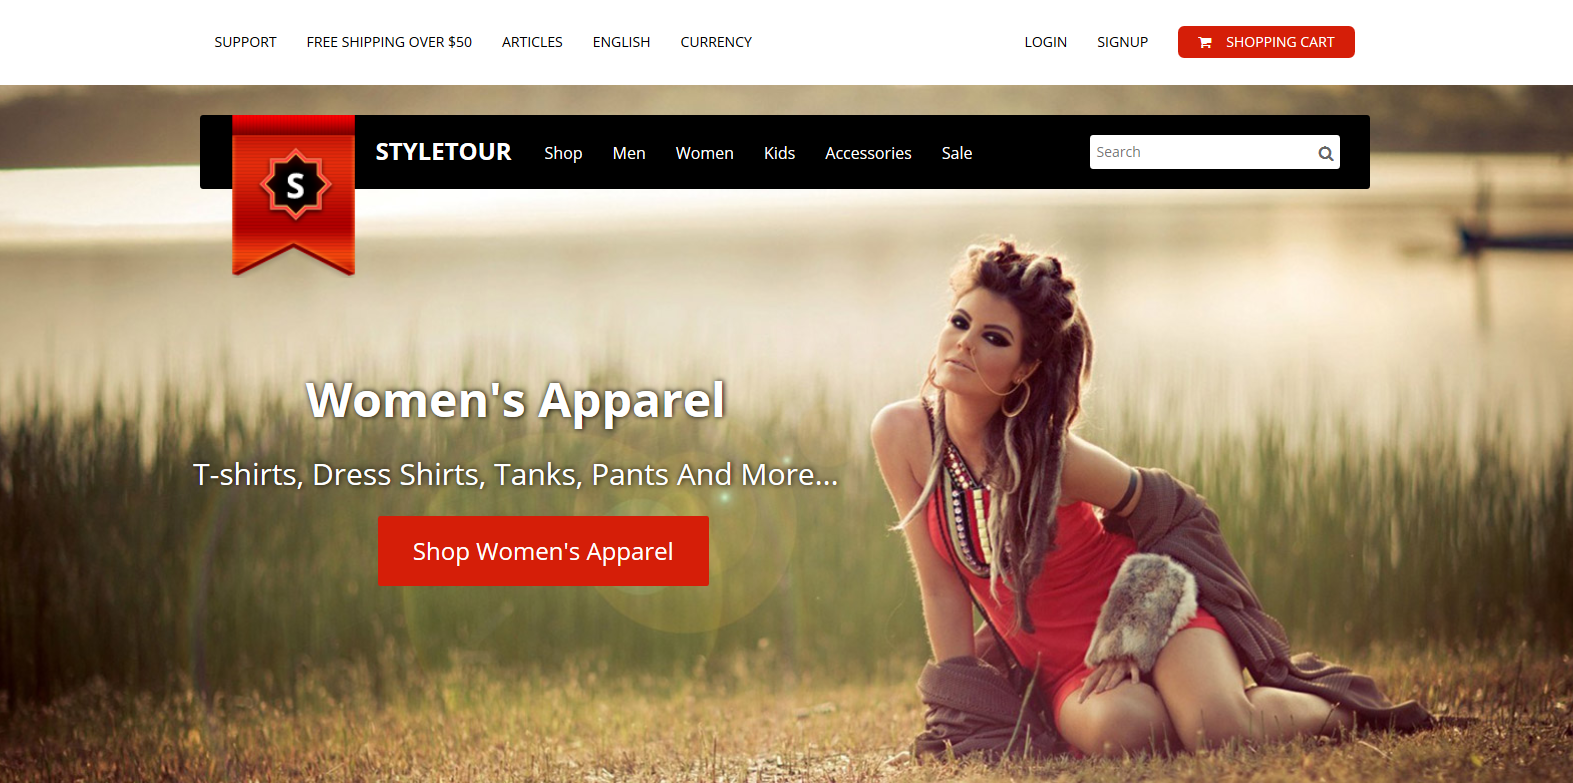 SUPPORT FREE SHIPPING OVER $50 ARTICLES ENGLISH CURRENCY LOGIN SIGNUP SHOPPING CART
S STYLETOUR Shop Men Women Kids Accessories Sale Search
Women's Apparel
T-shirts, Dress Shirts, Tanks, Pants And More...
Shop Women's Apparel